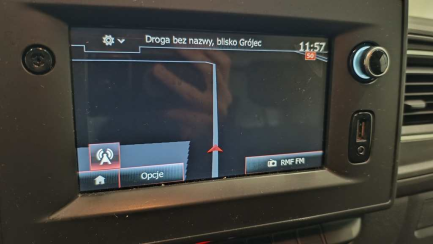 Droga bez nazwy, blisko Grójec
11:57
50
Opcje
RMF FM